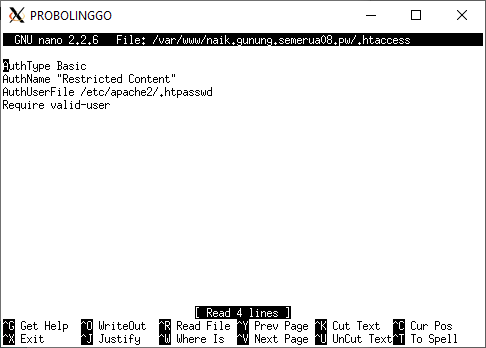 PROBOLINGGO
GNU nano 2.2.6 File: /var/www/naik.gunung.semerua08.pw/.htaccess
AuthType Basic
AuthName "Restricted Content"
AuthUserFile /etc/apache2/.htpasswd
Require valid-user
[ Read 4 lines ]
^G Get Help ^O WriteOut ^R Read File ^Y Prev Page ^K Cut Text ^C Cur Pos
^X Exit ^J Justify ^W Where Is ^V Next Page ^U UnCut Text ^T To Spell